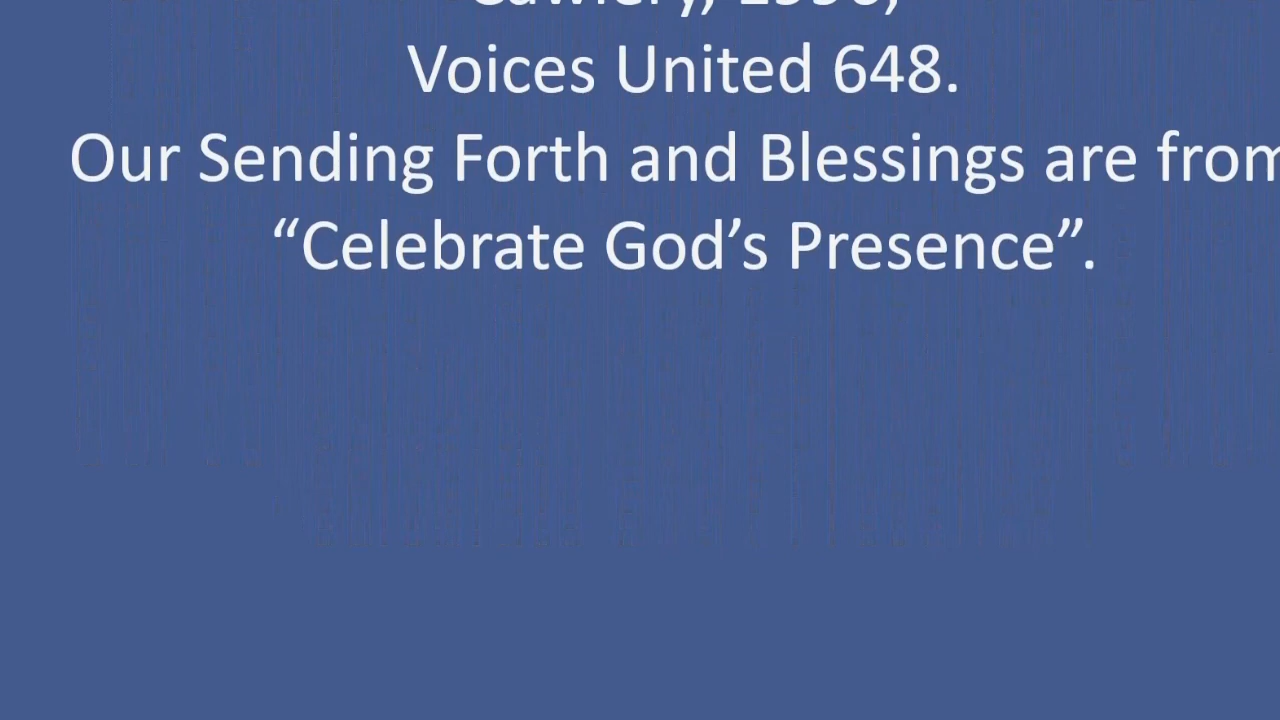 Voices United 648.
Our Sending Forth and Blessings are from
“Celebrate God’s Presence”.